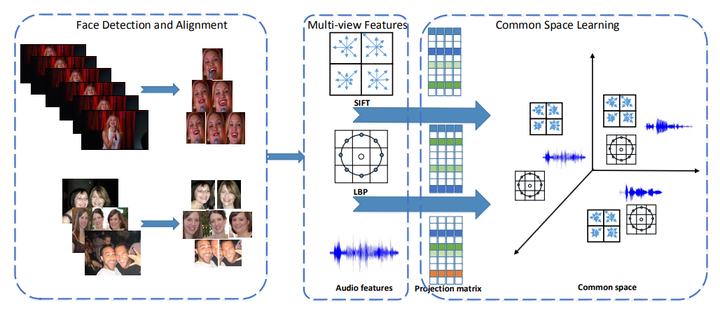 Face Detection and Alignment
Multi-view Features
Common Space Learning
SIFT
LBP
Audio features
Projection matrix
Common space